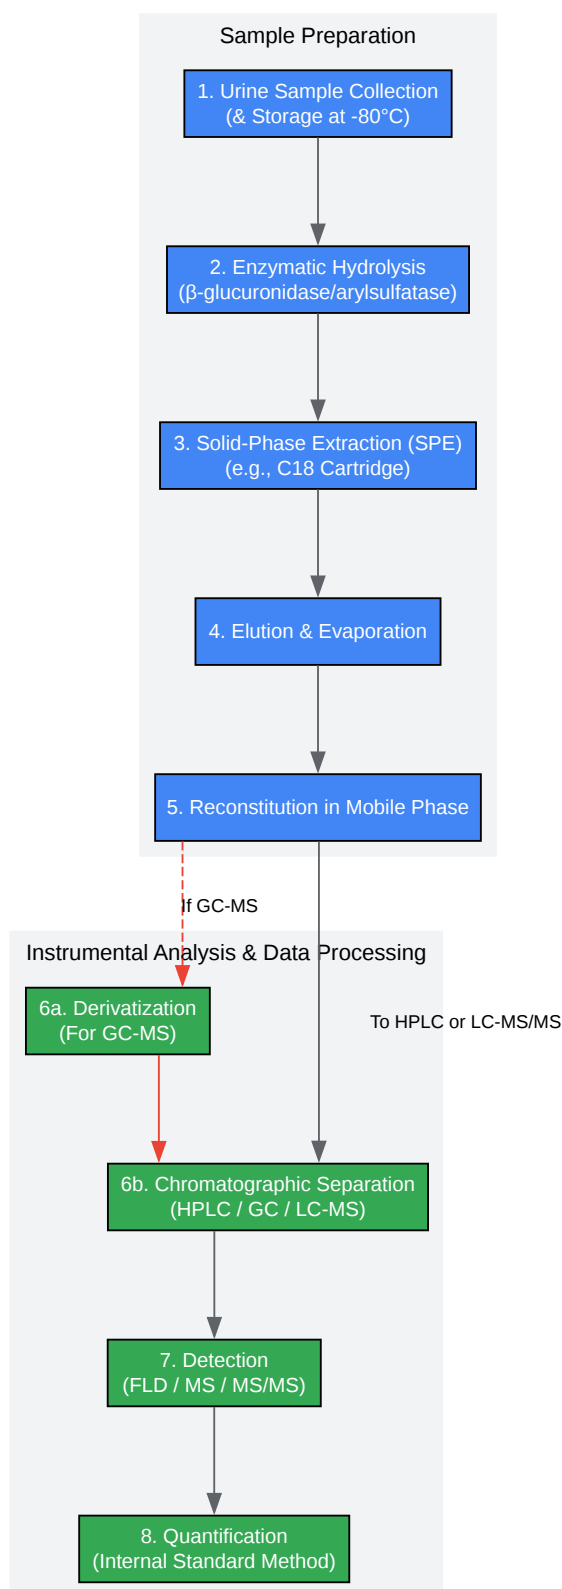 Sample Preparation
1. Urine Sample Collection
(& Storage at -80°C)
2. Enzymatic Hydrolysis
(β-glucuronidase/arylsulfatase)
3. Solid-Phase Extraction (SPE)
(e.g., C18 Cartridge)
4. Elution & Evaporation
5. Reconstitution in Mobile Phase
If GC-MS
Instrumental Analysis & Data Processing
6a. Derivatization
(For GC-MS)
To HPLC or LC-MS/MS
6b. Chromatographic Separation
(HPLC / GC / LC-MS)
7. Detection
(FLD / MS / MS/MS)
8. Quantification
(Internal Standard Method)